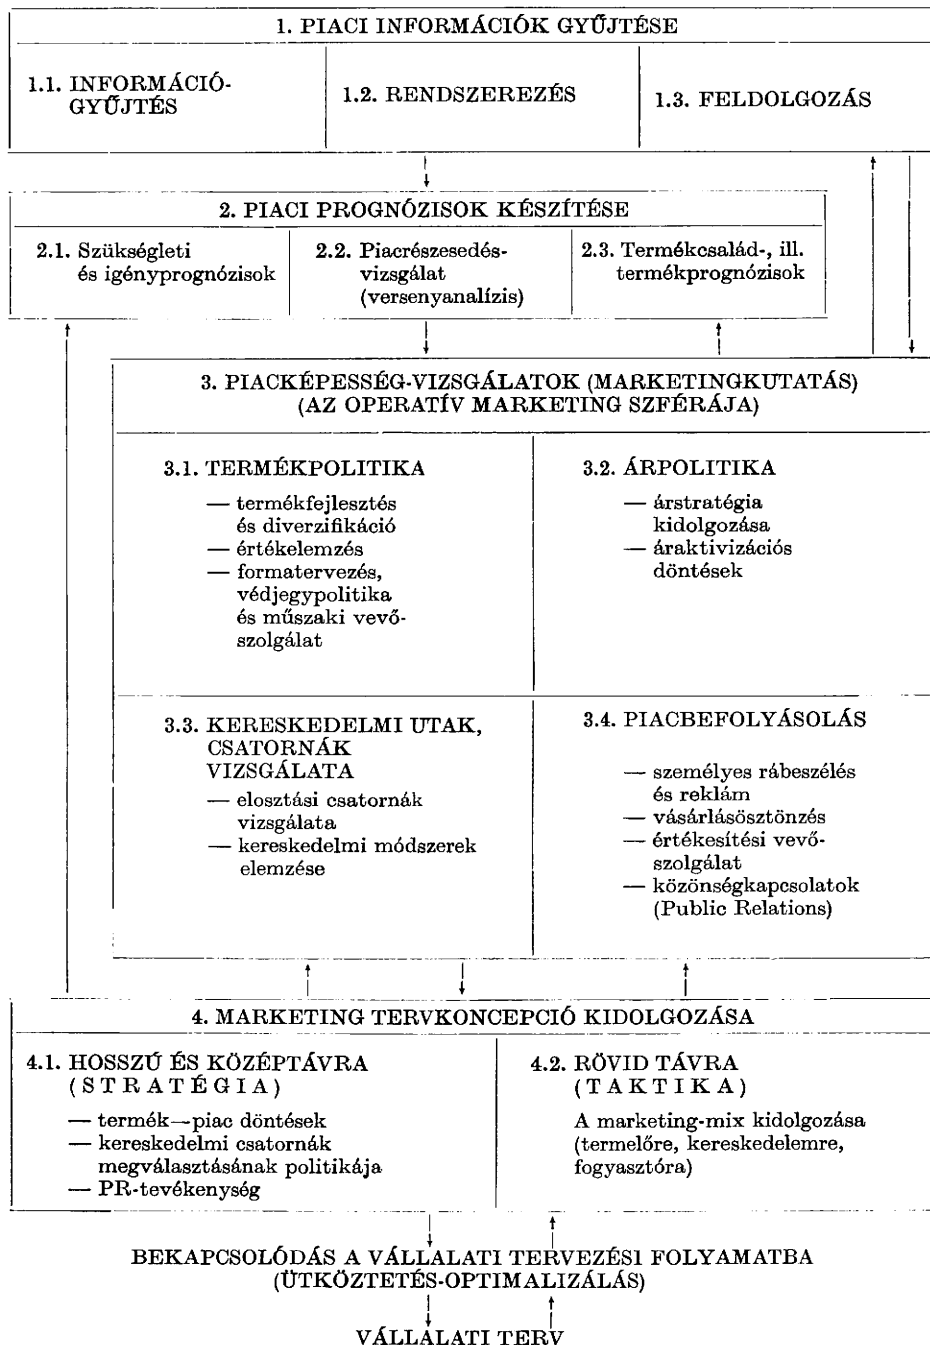 1. PIACI INFORMÁCIÓK GYŰJTÉSE
1.1. INFORMÁCIÓ-
GYŰJTÉS
1.2. RENDSZEREZÉS
1.3. FELDOLGOZÁS
2. PIACI PROGNÓZISOK KÉSZÍTÉSE
2.1. Szükségleti
és igényprognózisok
2.2. Piacrészesedés-
vizsgálat
(versenyanalízis)
2.3. Termékcsalád-, ill.
termékprognózisok
3. PIACKÉPESSÉG-VIZSGÁLATOK (MARKETINGKUTATÁS)
(AZ OPERATÍV MARKETING SZFÉRÁJA)
3.1. TERMÉKPOLITIKA
— termékfejlesztés
és diverzifikáció
— értékelemzés
— formatervezés,
védjegypolitika
és műszaki vevő-
szolgálat
3.2. ÁRPOLITIKA
— árstratégia
kidolgozása
— áraktivizációs
döntések
3.3. KERESKEDELMI UTAK,
CSATORNÁK
VIZSGÁLATA
— elosztási csatornák
vizsgálata
— kereskedelmi módszerek
elemzése
3.4. PIACBEFOLYÁSOLÁS
— személyes rábeszélés
és reklám
— vásárlásösztönzés
— értékesítési vevő-
szolgálat
— közönségkapcsolatok
(Public Relations)
4. MARKETING TERVKONCEPCIÓ KIDOLGOZÁSA
4.1. HOSSZÚ ÉS KÖZÉPTÁVRA
(STRATÉGIA)
— termék—piac döntések
— kereskedelmi csatornák
megválasztásának politikája
— PR-tevékenység
4.2. RÖVID TÁVRA
(TAKTIKA)
A marketing-mix kidolgozása
(termelőre, kereskedelemre,
fogyasztóra)
BEKAPCSOLÓDÁS A VÁLLALATI TERVEZÉSI FOLYAMATBA
(ÜTKÖZTETÉS-OPTIMALIZÁLÁS)
VÁLLALATI TERV